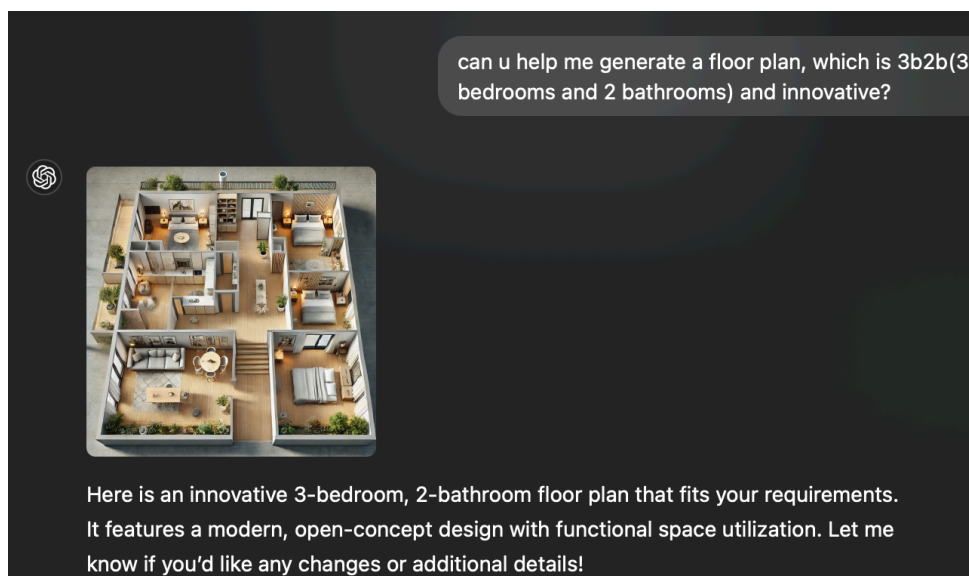 can u help me generate a floor plan, which is 3b2b(3
bedrooms and 2 bathrooms) and innovative?
Here is an innovative 3-bedroom, 2-bathroom floor plan that fits your requirements.
It features a modern, open-concept design with functional space utilization. Let me
know if you’d like any changes or additional details!